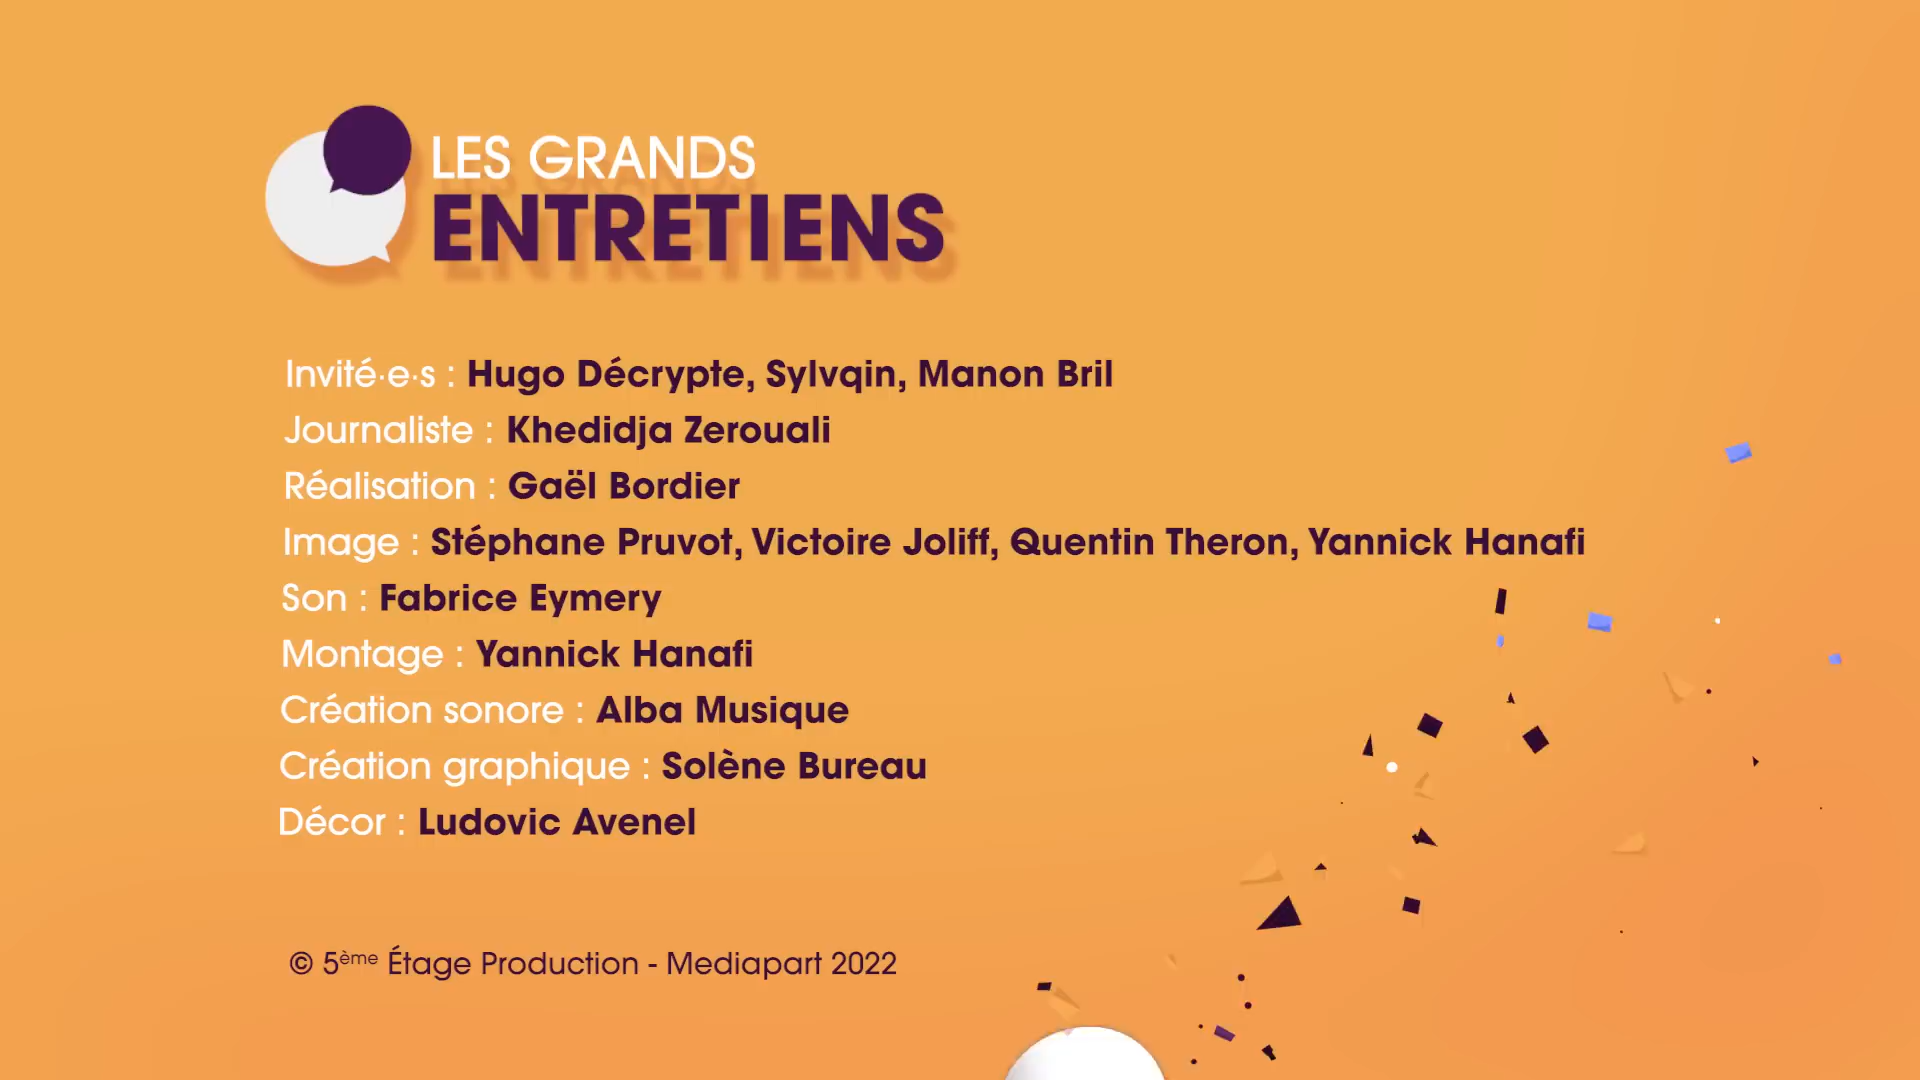 LES GRANDS
ENTRETIENS
Invité·e·s : Hugo Décrypte, Sylvqin, Manon Bril
Journaliste : Khedidja Zerouali
Réalisation : Gaël Bordier
Image : Stéphane Pruvot, Victoire Joliff, Quentin Theron, Yannick Hanafi
Son : Fabrice Eymery
Montage : Yannick Hanafi
Création sonore : Alba Musique
Création graphique : Solène Bureau
Décor : Ludovic Avenel
© 5ème Étage Production - Mediapart 2022